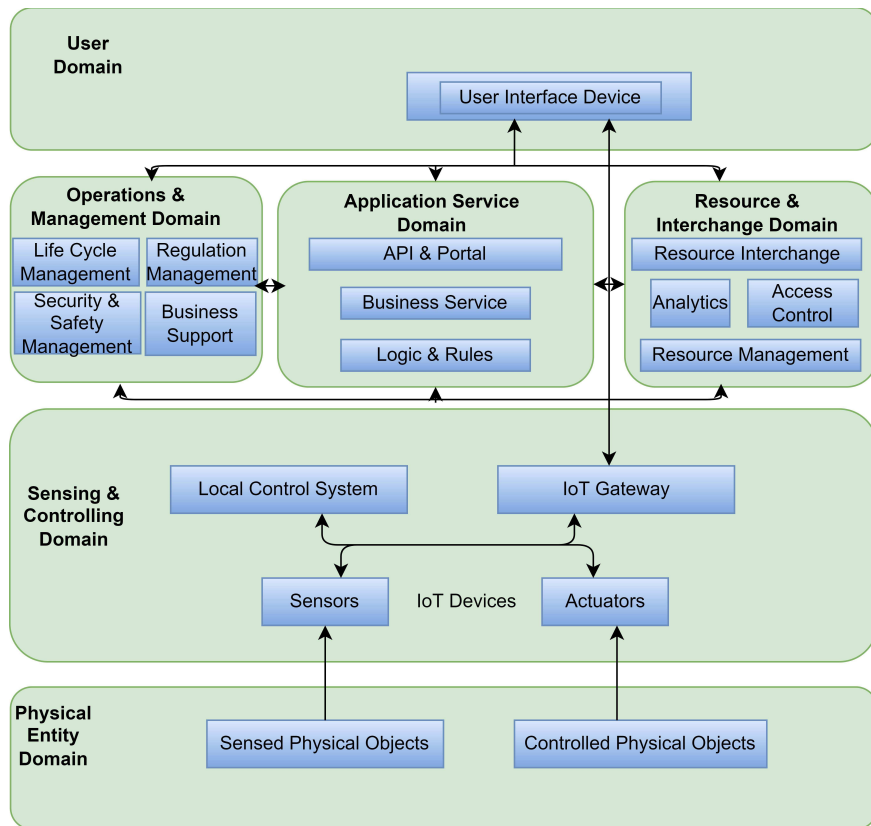 User
Domain
User Interface Device
Operations &
Management Domain
Life Cycle
Management
Regulation
Management
Security &
Safety
Management
Business
Support
Application Service
Domain
API & Portal
Business Service
Logic & Rules
Resource &
Interchange Domain
Resource Interchange
Analytics
Access
Control
Resource Management
Sensing &
Controlling
Domain
Local Control System
IoT Gateway
Sensors
IoT Devices
Actuators
Physical
Entity
Domain
Sensed Physical Objects
Controlled Physical Objects